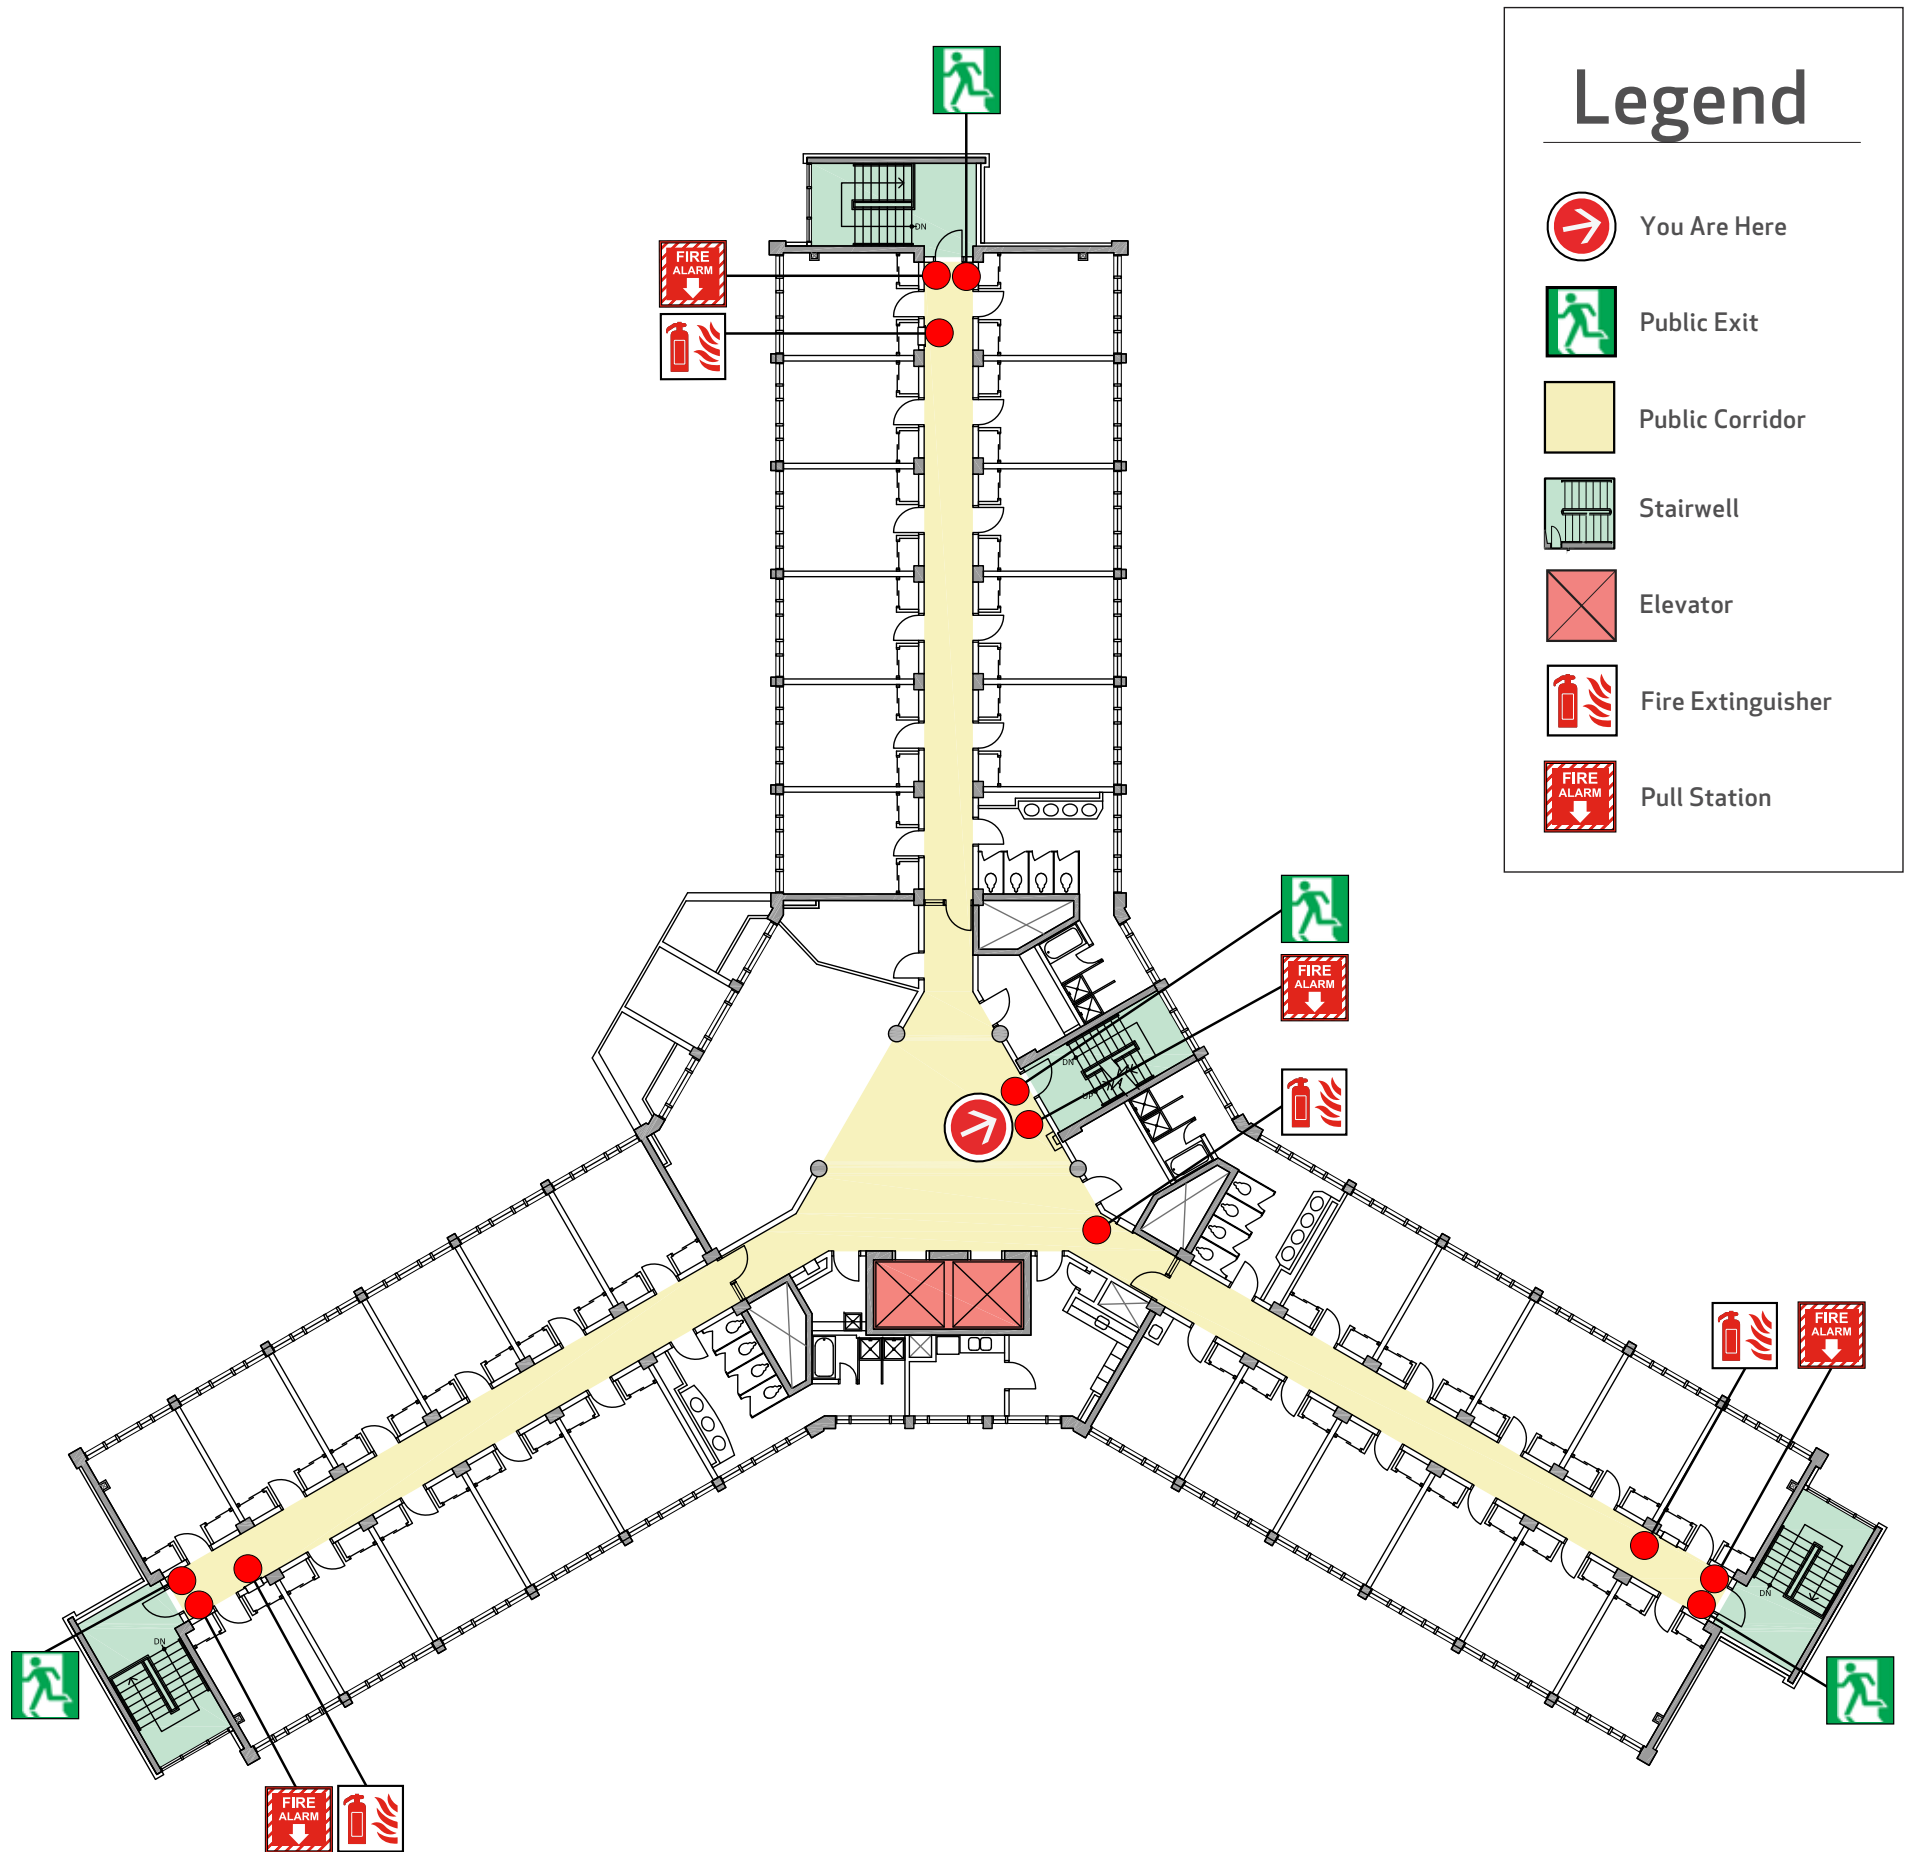 Legend
You Are Here
Public Exit
Public Corridor
Stairwell
Elevator
Fire Extinguisher
FIRE
ALARM
Pull Station
DN
FIRE
ALARM
FIRE
ALARM
DN
UP
FIRE
ALARM
DN
DN
FIRE
ALARM